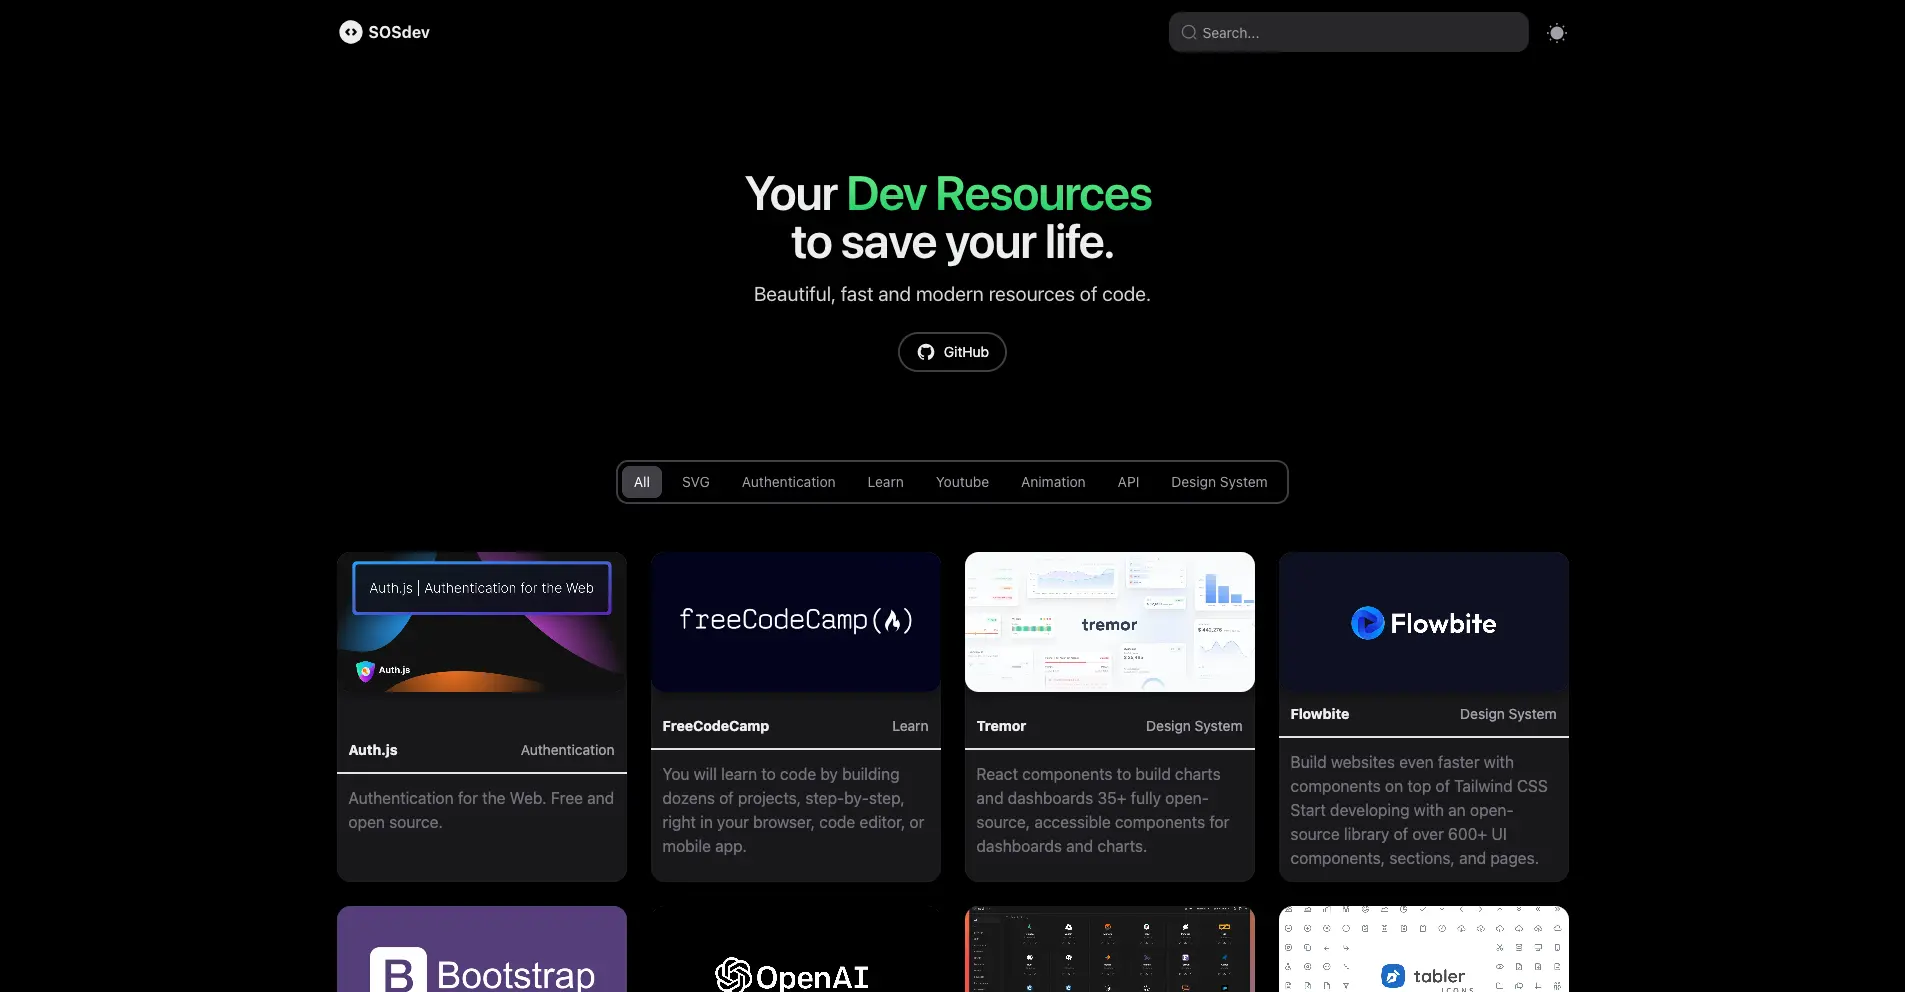 SOSdev
Search...
Your Dev Resources
to save your life.
Beautiful, fast and modern resources of code.
GitHub
All
SVG
Authentication
Learn
Youtube
Animation
API
Design System
Auth.js | Authentication for the Web
Auth.js
Auth.js
Authentication
Authentication for the Web. Free and
open source.
freeCodeCamp(
)
FreeCodeCamp
Learn
You will learn to code by building
dozens of projects, step-by-step,
right in your browser, code editor, or
mobile app.
tremor
$ 442,276
Tremor
Design System
React components to build charts
and dashboards 35+ fully open-
source, accessible components for
dashboards and charts.
Flowbite
Flowbite
Design System
Build websites even faster with
components on top of Tailwind CSS
Start developing with an open-
source library of over 600+ UI
components, sections, and pages.
B Bootstrap
OpenAI
tabler
ICONS